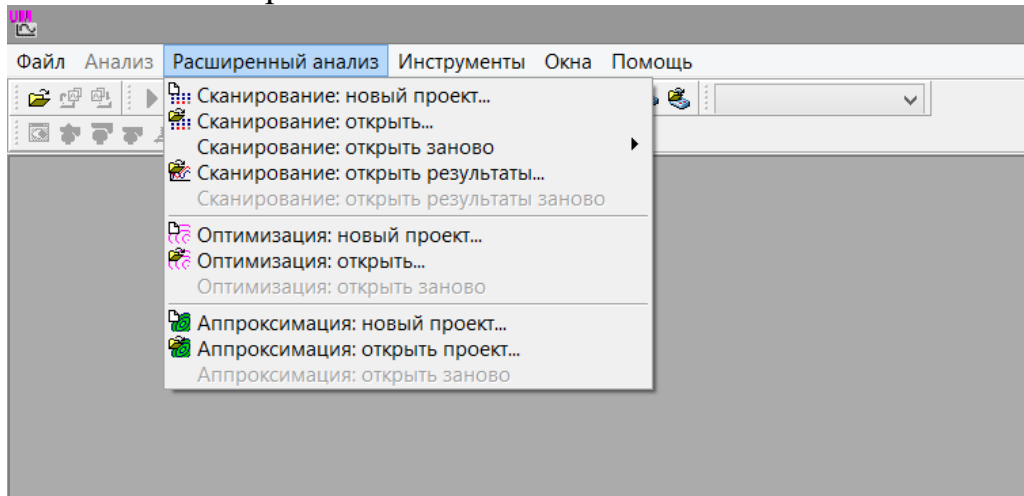 UM
Файл Анализ Расширенный анализ Инструменты Окна Помощь
Сканирование: новый проект...
Сканирование: открыть...
Сканирование: открыть заново
Сканирование: открыть результаты...
Сканирование: открыть результаты заново
Оптимизация: новый проект...
Оптимизация: открыть...
Оптимизация: открыть заново
Аппроксимация: новый проект...
Аппроксимация: открыть проект...
Аппроксимация: открыть заново